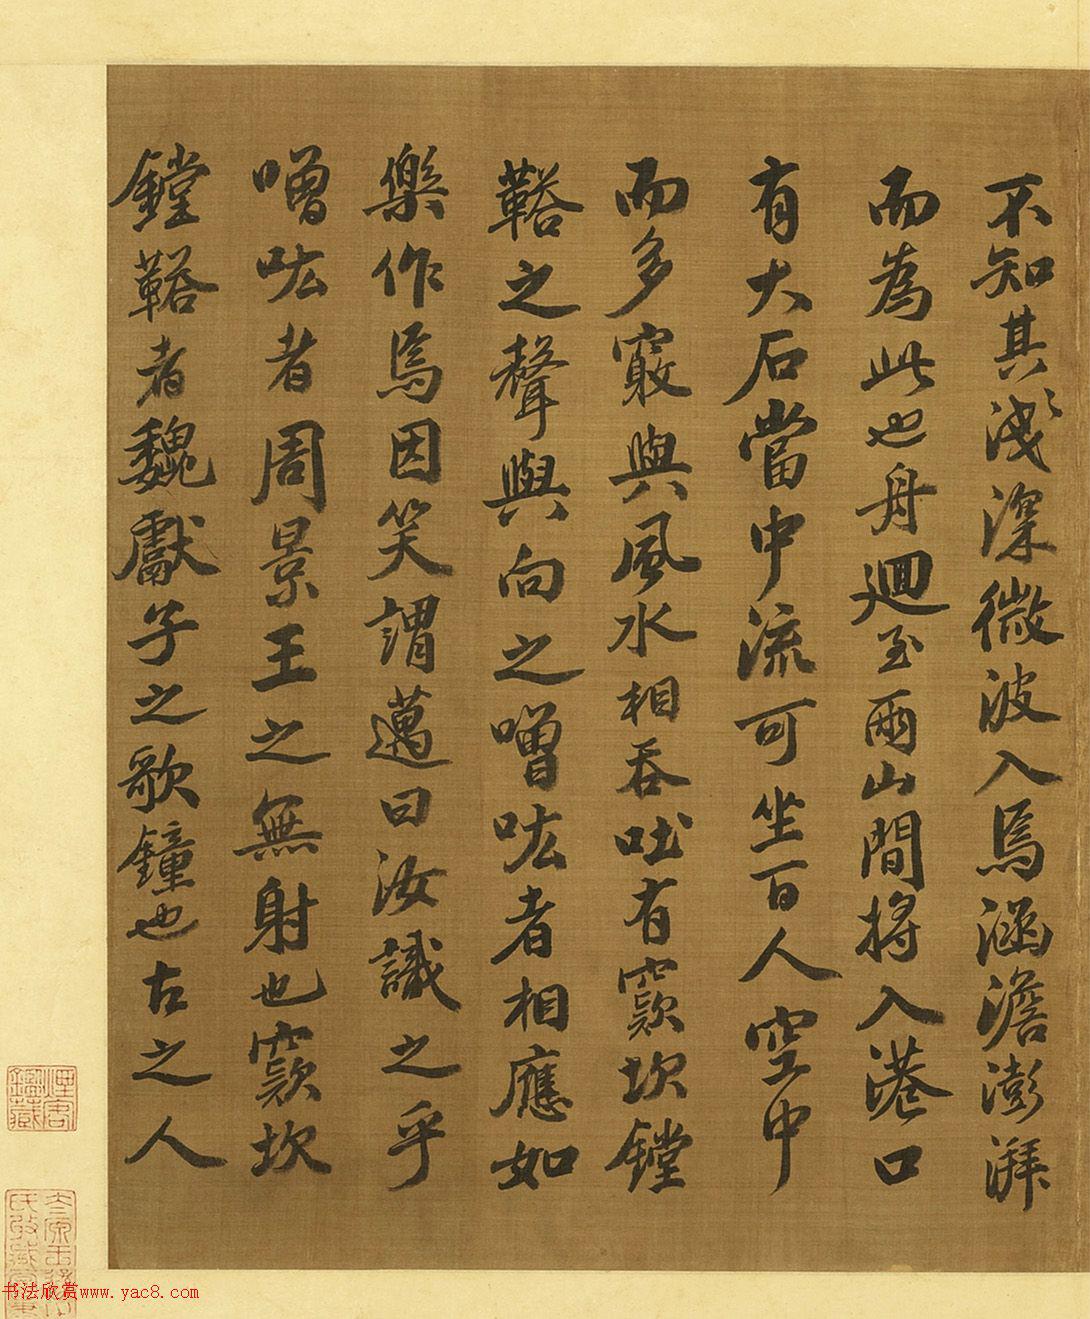 不知其淺深微波入焉涵澹澎湃
而為此也舟迴至兩山間將入港口
有大石當中流可坐百人空中
而多竅與風水相吞吐有窾坎鏜
鞳之聲與向之噌吰者相應如
樂作焉因笑謂邁曰汝識之乎
噌吰者周景王之無射也窾坎
鏜鞳者魏獻子之歌鐘也古之人
煙客
鑑藏
书法欣赏www.yac8.com